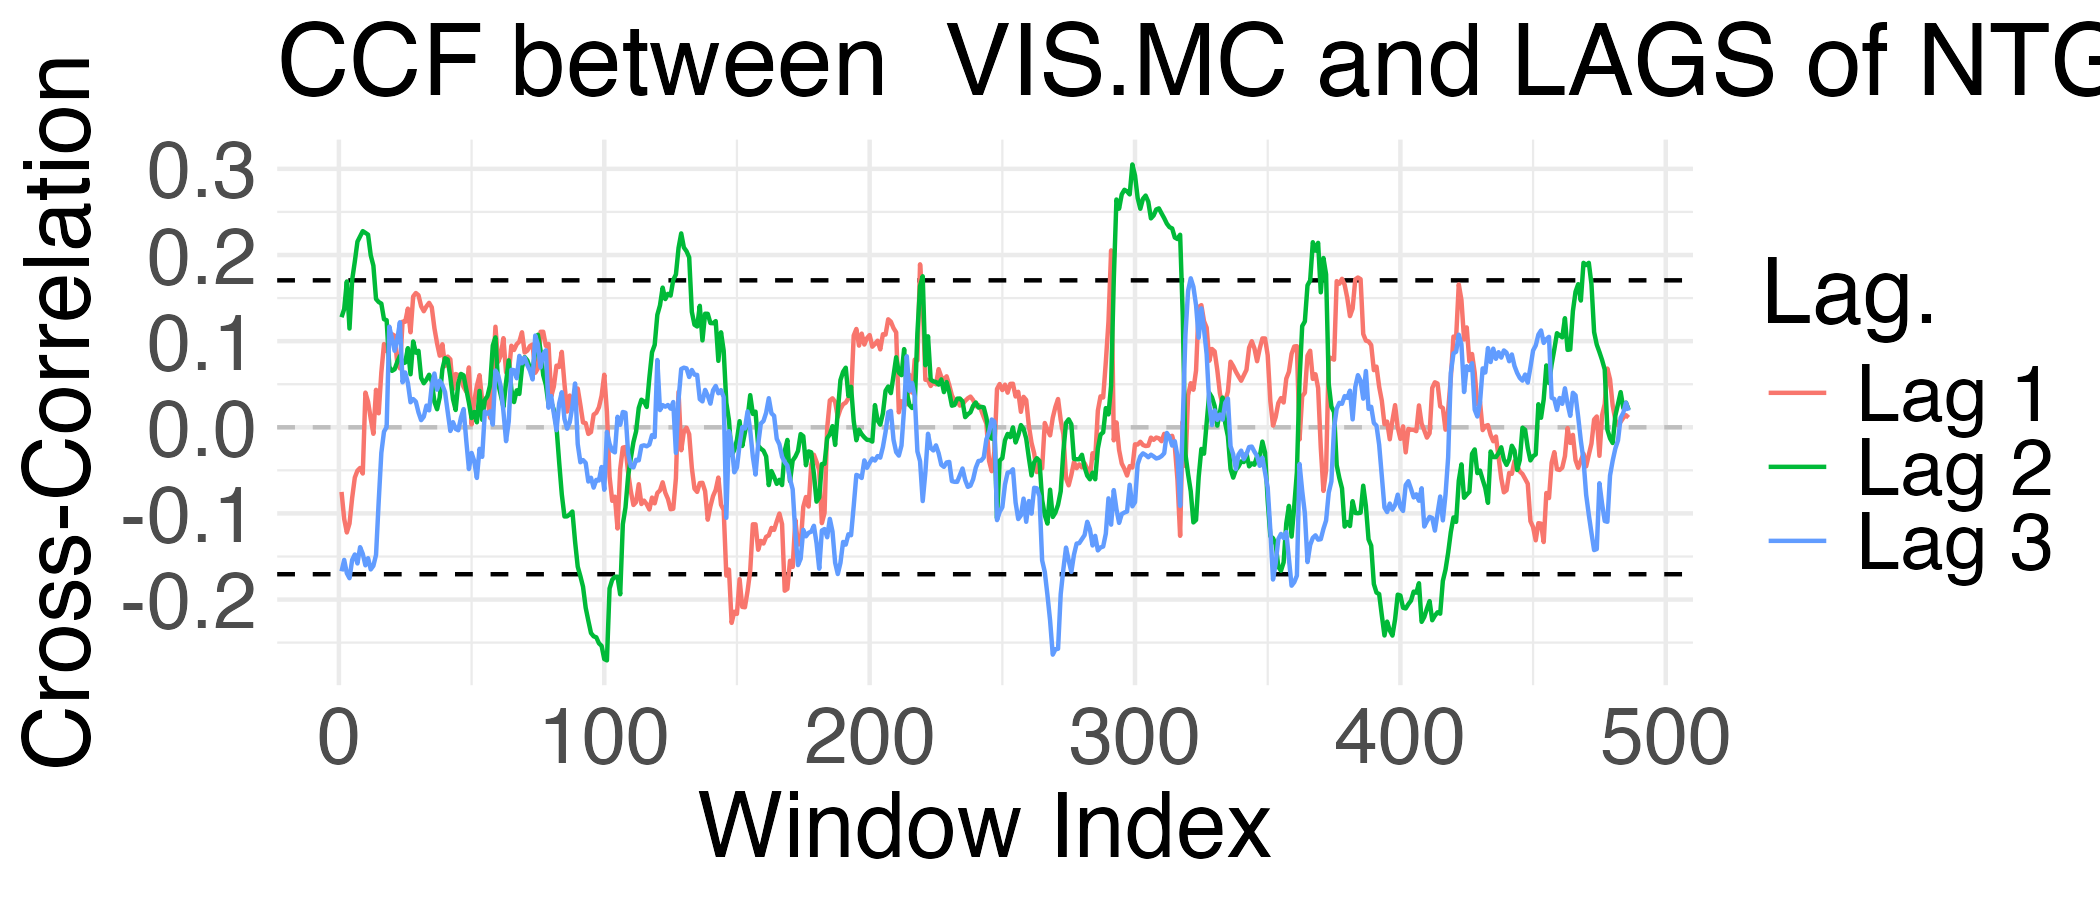 CCF between  VIS.MC and LAGS of
Cross-Correlation
0.3
0.2
0.1
0.0
-0.1
-0.2
0
100
200
300
400
500
Window Index
Lag.
Lag 1
Lag 2
Lag 3